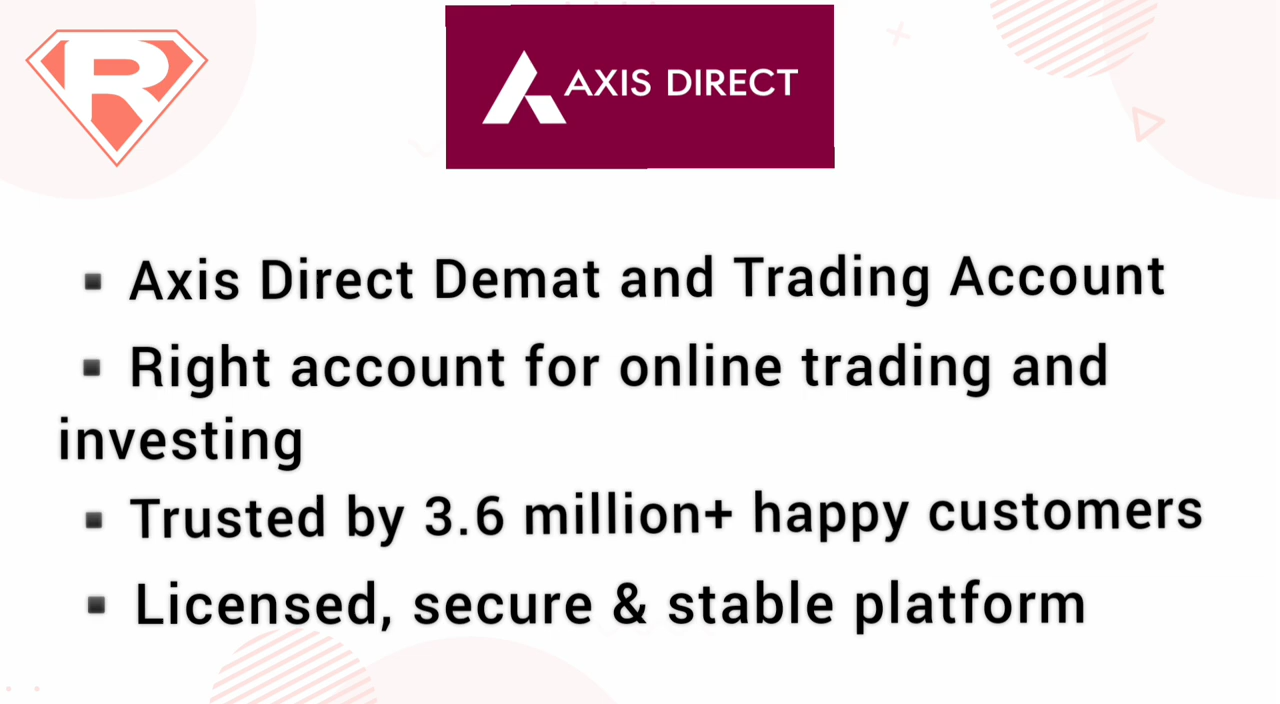 R
AXIS DIRECT
▪ Axis Direct Demat and Trading Account
▪ Right account for online trading and
investing
▪ Trusted by 3.6 million+ happy customers
▪ Licensed, secure & stable platform